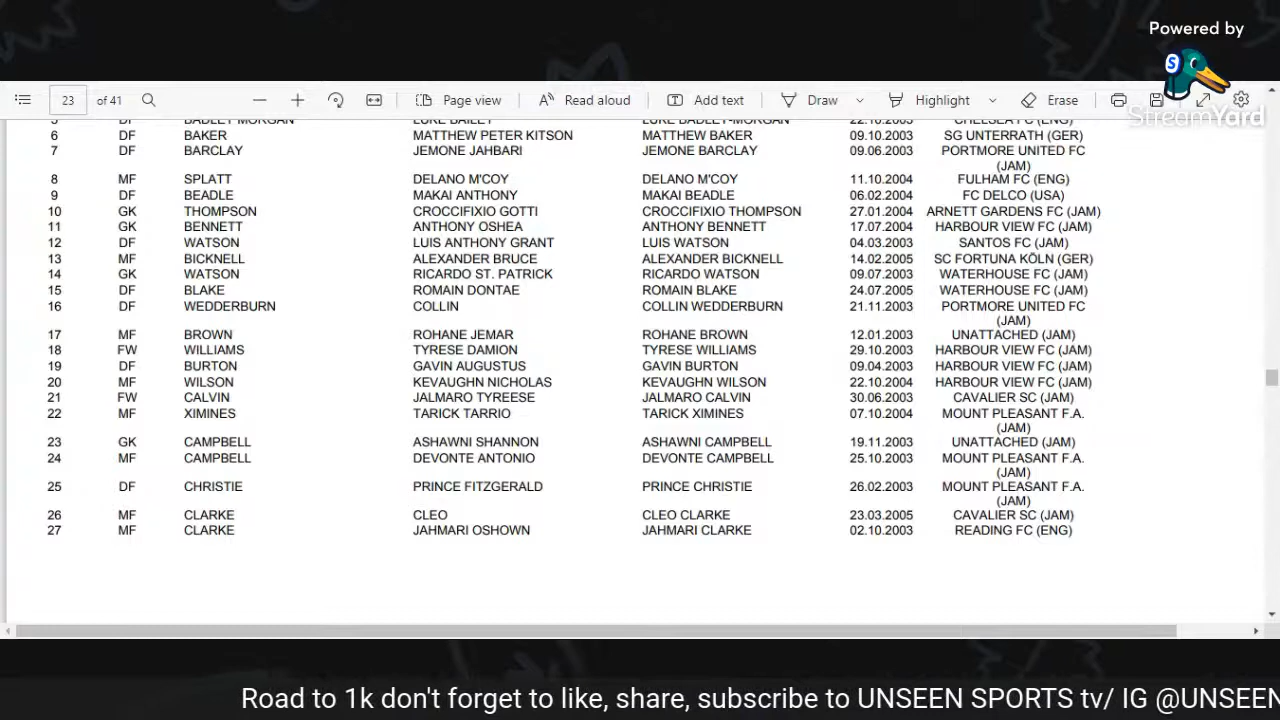 Powered by
StreamYard
23 of 41 Page view Read aloud Add text Draw Highlight Erase
5 DF BADLEY-MORGAN LUKE BAILEY LUKE BADLEY-MORGAN 22.10.2003 CHELSEA FC (ENG)
6 DF BAKER MATTHEW PETER KITSON MATTHEW BAKER 09.10.2003 SG UNTERRATH (GER)
7 DF BARCLAY JEMONE JAHBARI JEMONE BARCLAY 09.06.2003 PORTMORE UNITED FC
(JAM)
8 MF SPLATT DELANO M'COY DELANO M'COY 11.10.2004 FULHAM FC (ENG)
9 DF BEADLE MAKAI ANTHONY MAKAI BEADLE 06.02.2004 FC DELCO (USA)
10 GK THOMPSON CROCCIFIXIO GOTTI CROCCIFIXIO THOMPSON 27.01.2004 ARNETT GARDENS FC (JAM)
11 GK BENNETT ANTHONY OSHEA ANTHONY BENNETT 17.07.2004 HARBOUR VIEW FC (JAM)
12 DF WATSON LUIS ANTHONY GRANT LUIS WATSON 04.03.2003 SANTOS FC (JAM)
13 MF BICKNELL ALEXANDER BRUCE ALEXANDER BICKNELL 14.02.2005 SC FORTUNA KÖLN (GER)
14 GK WATSON RICARDO ST. PATRICK RICARDO WATSON 09.07.2003 WATERHOUSE FC (JAM)
15 DF BLAKE ROMAIN DONTAE ROMAIN BLAKE 24.07.2005 WATERHOUSE FC (JAM)
16 DF WEDDERBURN COLLIN COLLIN WEDDERBURN 21.11.2003 PORTMORE UNITED FC
(JAM)
17 MF BROWN ROHANE JEMAR ROHANE BROWN 12.01.2003 UNATTACHED (JAM)
18 FW WILLIAMS TYRESE DAMION TYRESE WILLIAMS 29.10.2003 HARBOUR VIEW FC (JAM)
19 DF BURTON GAVIN AUGUSTUS GAVIN BURTON 09.04.2003 HARBOUR VIEW FC (JAM)
20 MF WILSON KEVAUGHN NICHOLAS KEVAUGHN WILSON 22.10.2004 HARBOUR VIEW FC (JAM)
21 FW CALVIN JALMARO TYREESE JALMARO CALVIN 30.06.2003 CAVALIER SC (JAM)
22 MF XIMINES TARICK TARRIO TARICK XIMINES 07.10.2004 MOUNT PLEASANT F.A.
(JAM)
23 GK CAMPBELL ASHAWNI SHANNON ASHAWNI CAMPBELL 19.11.2003 UNATTACHED (JAM)
24 MF CAMPBELL DEVONTE ANTONIO DEVONTE CAMPBELL 25.10.2003 MOUNT PLEASANT F.A.
(JAM)
25 DF CHRISTIE PRINCE FITZGERALD PRINCE CHRISTIE 26.02.2003 MOUNT PLEASANT F.A.
(JAM)
26 MF CLARKE CLEO CLEO CLARKE 23.03.2005 CAVALIER SC (JAM)
27 MF CLARKE JAHMARI OSHOWN JAHMARI CLARKE 02.10.2003 READING FC (ENG)
Road to 1k don't forget to like, share, subscribe to UNSEEN SPORTS tv/ IG @UNSEEN